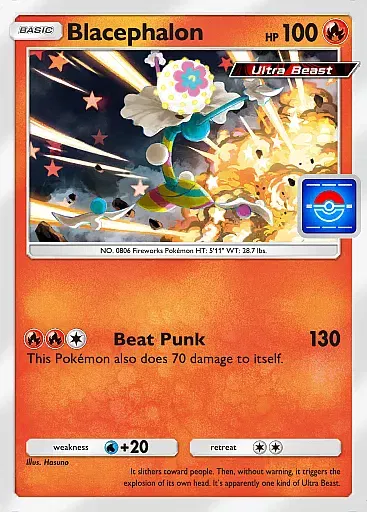 BASIC Blacephalon HP 100
Ultra Beast
NO. 0806 Fireworks Pokémon HT: 5'11" WT: 28.7 lbs.
Beat Punk 130
This Pokémon also does 70 damage to itself.
weakness +20 retreat
Illus. Hasuno
It slithers toward people. Then, without warning, it triggers the
explosion of its own head. It's apparently one kind of Ultra Beast.